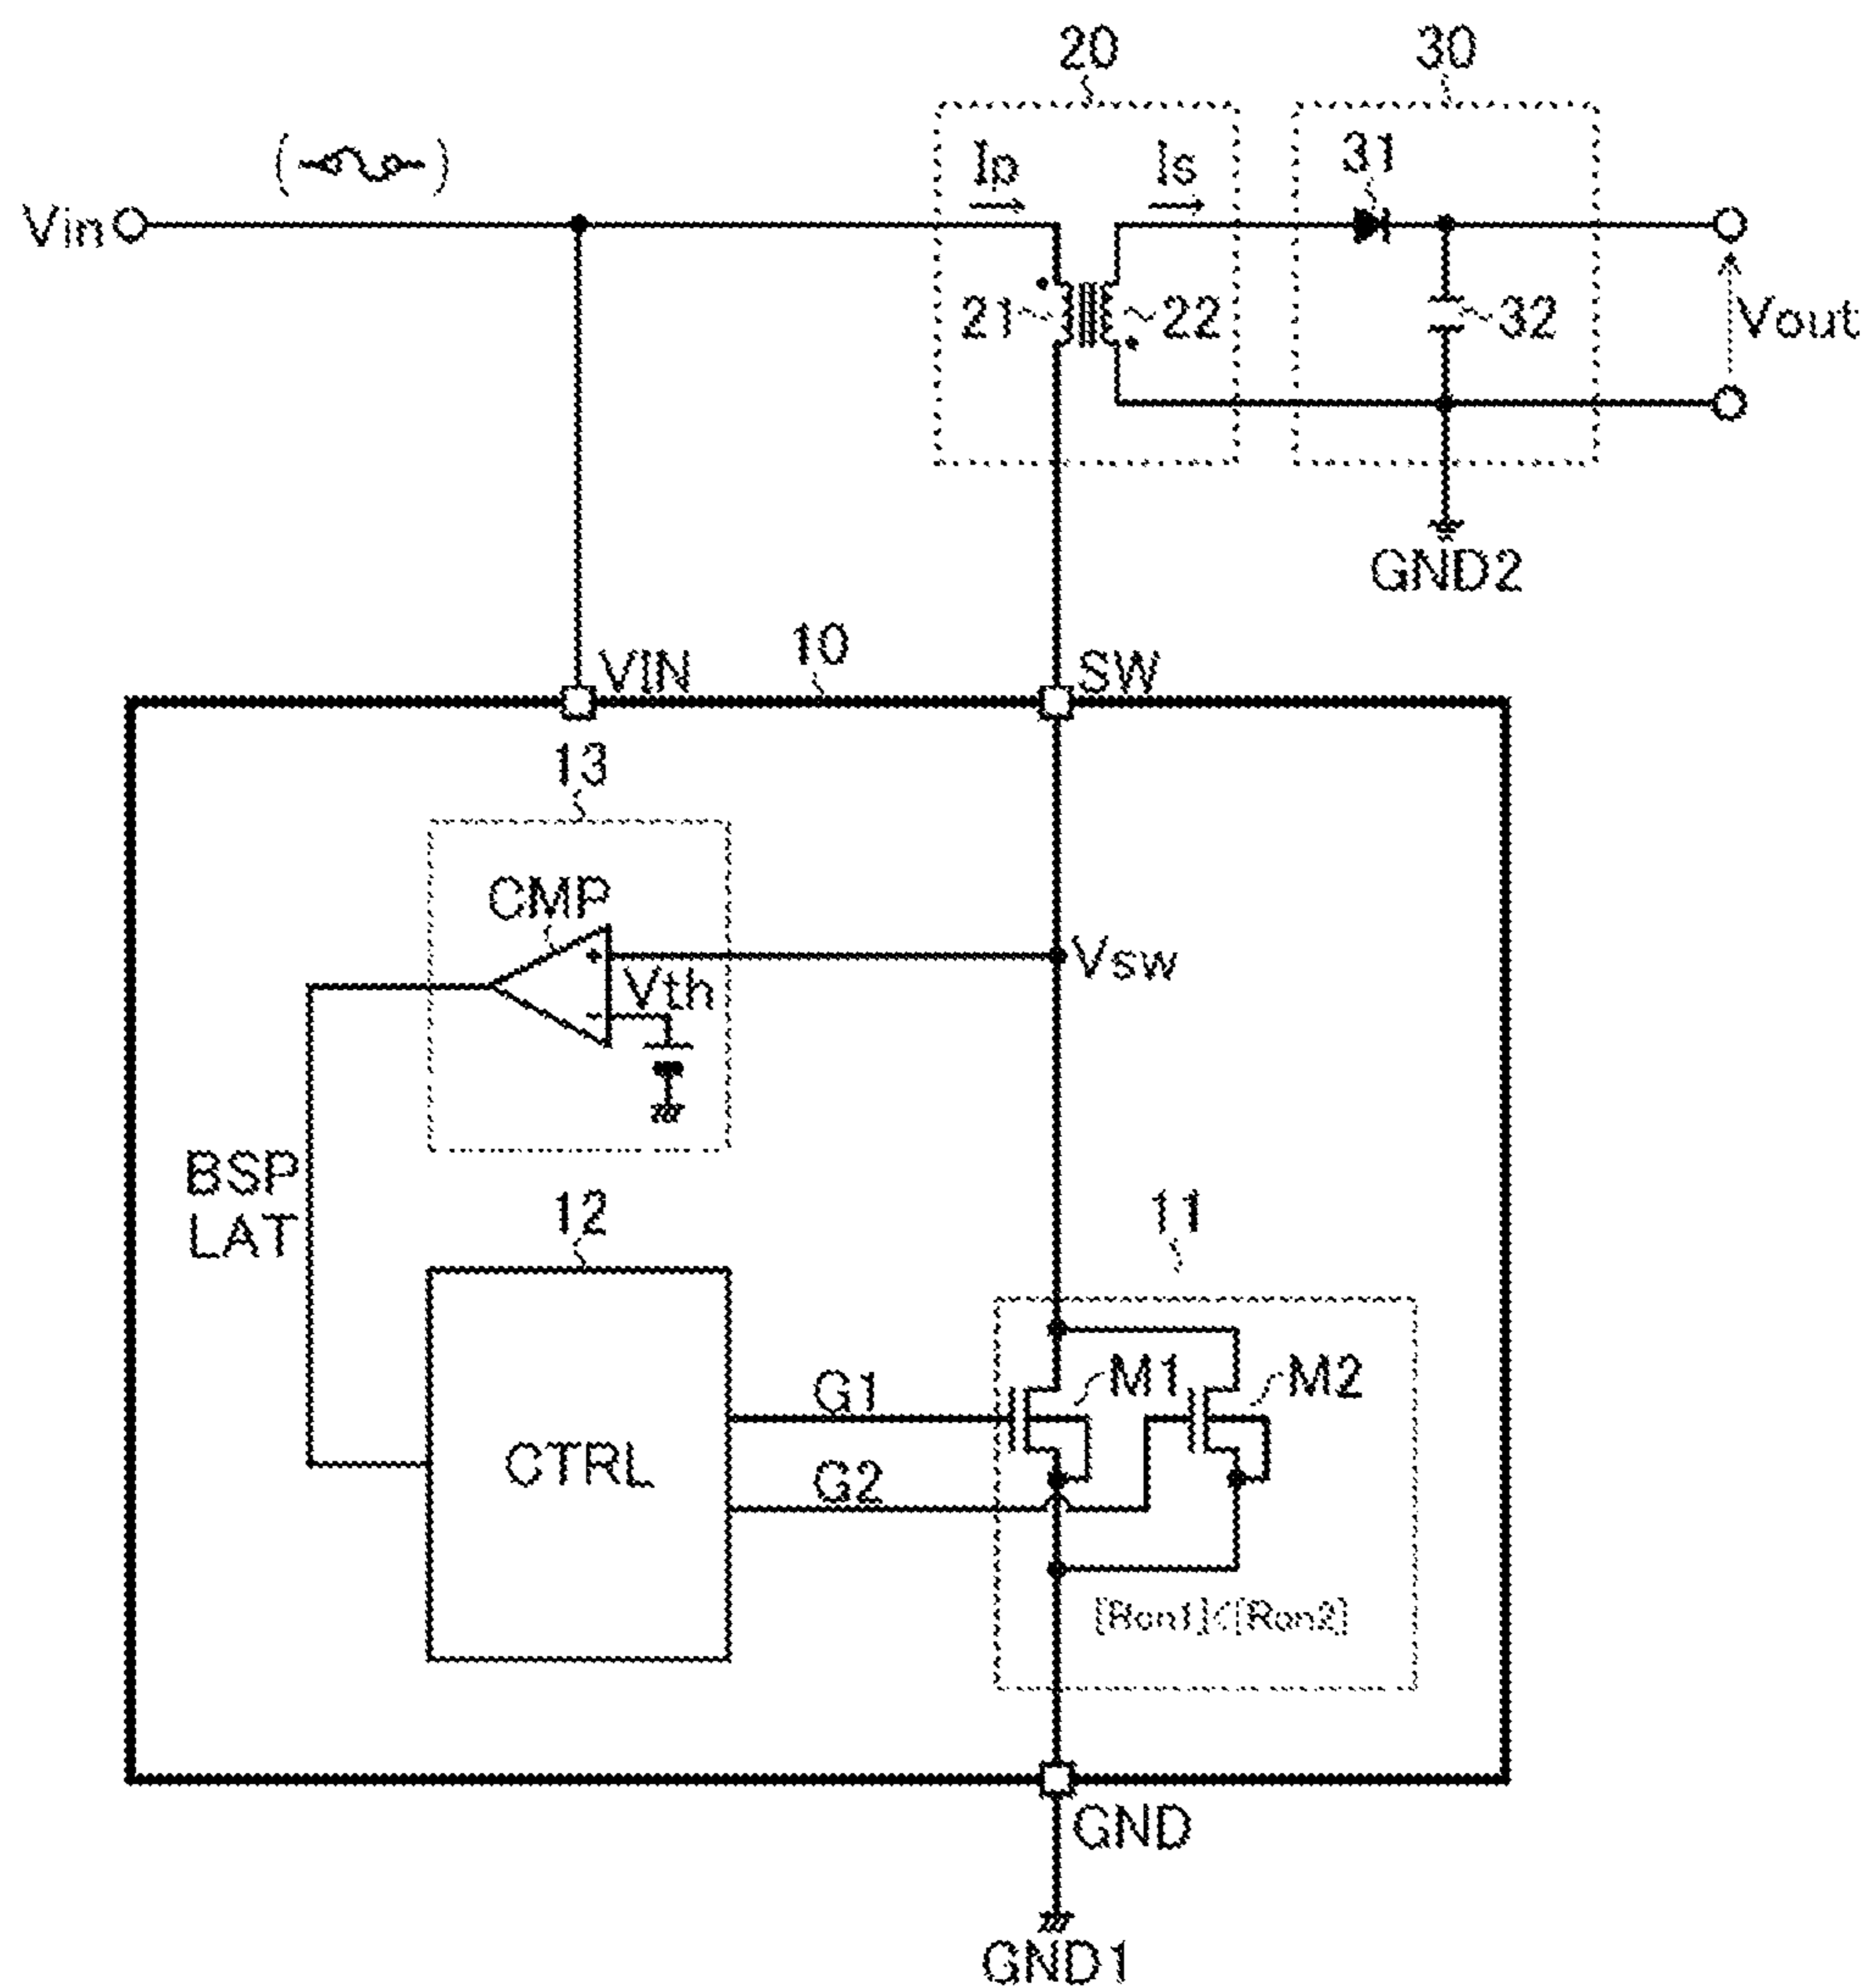 20
30
Ip
Is
31
Vin
21
22
32
Vout
GND2
VIN
10
SW
13
CMP
Vth
Vsw
BSP
LAT
12
11
G1
M1
M2
CTRL
G2
[Ron1]<[Ron2]
GND
GND1